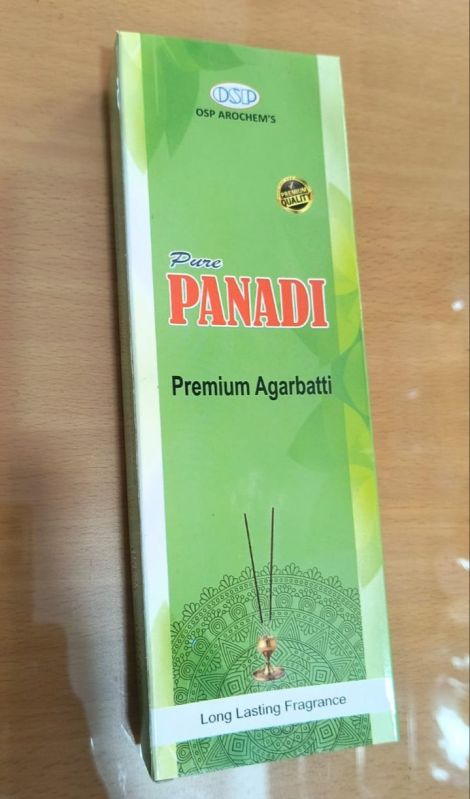 OSP
OSP AROCHEM'S
PREMIUM
QUALITY
Pure
PANADI
Premium Agarbatti
Long Lasting Fragrance